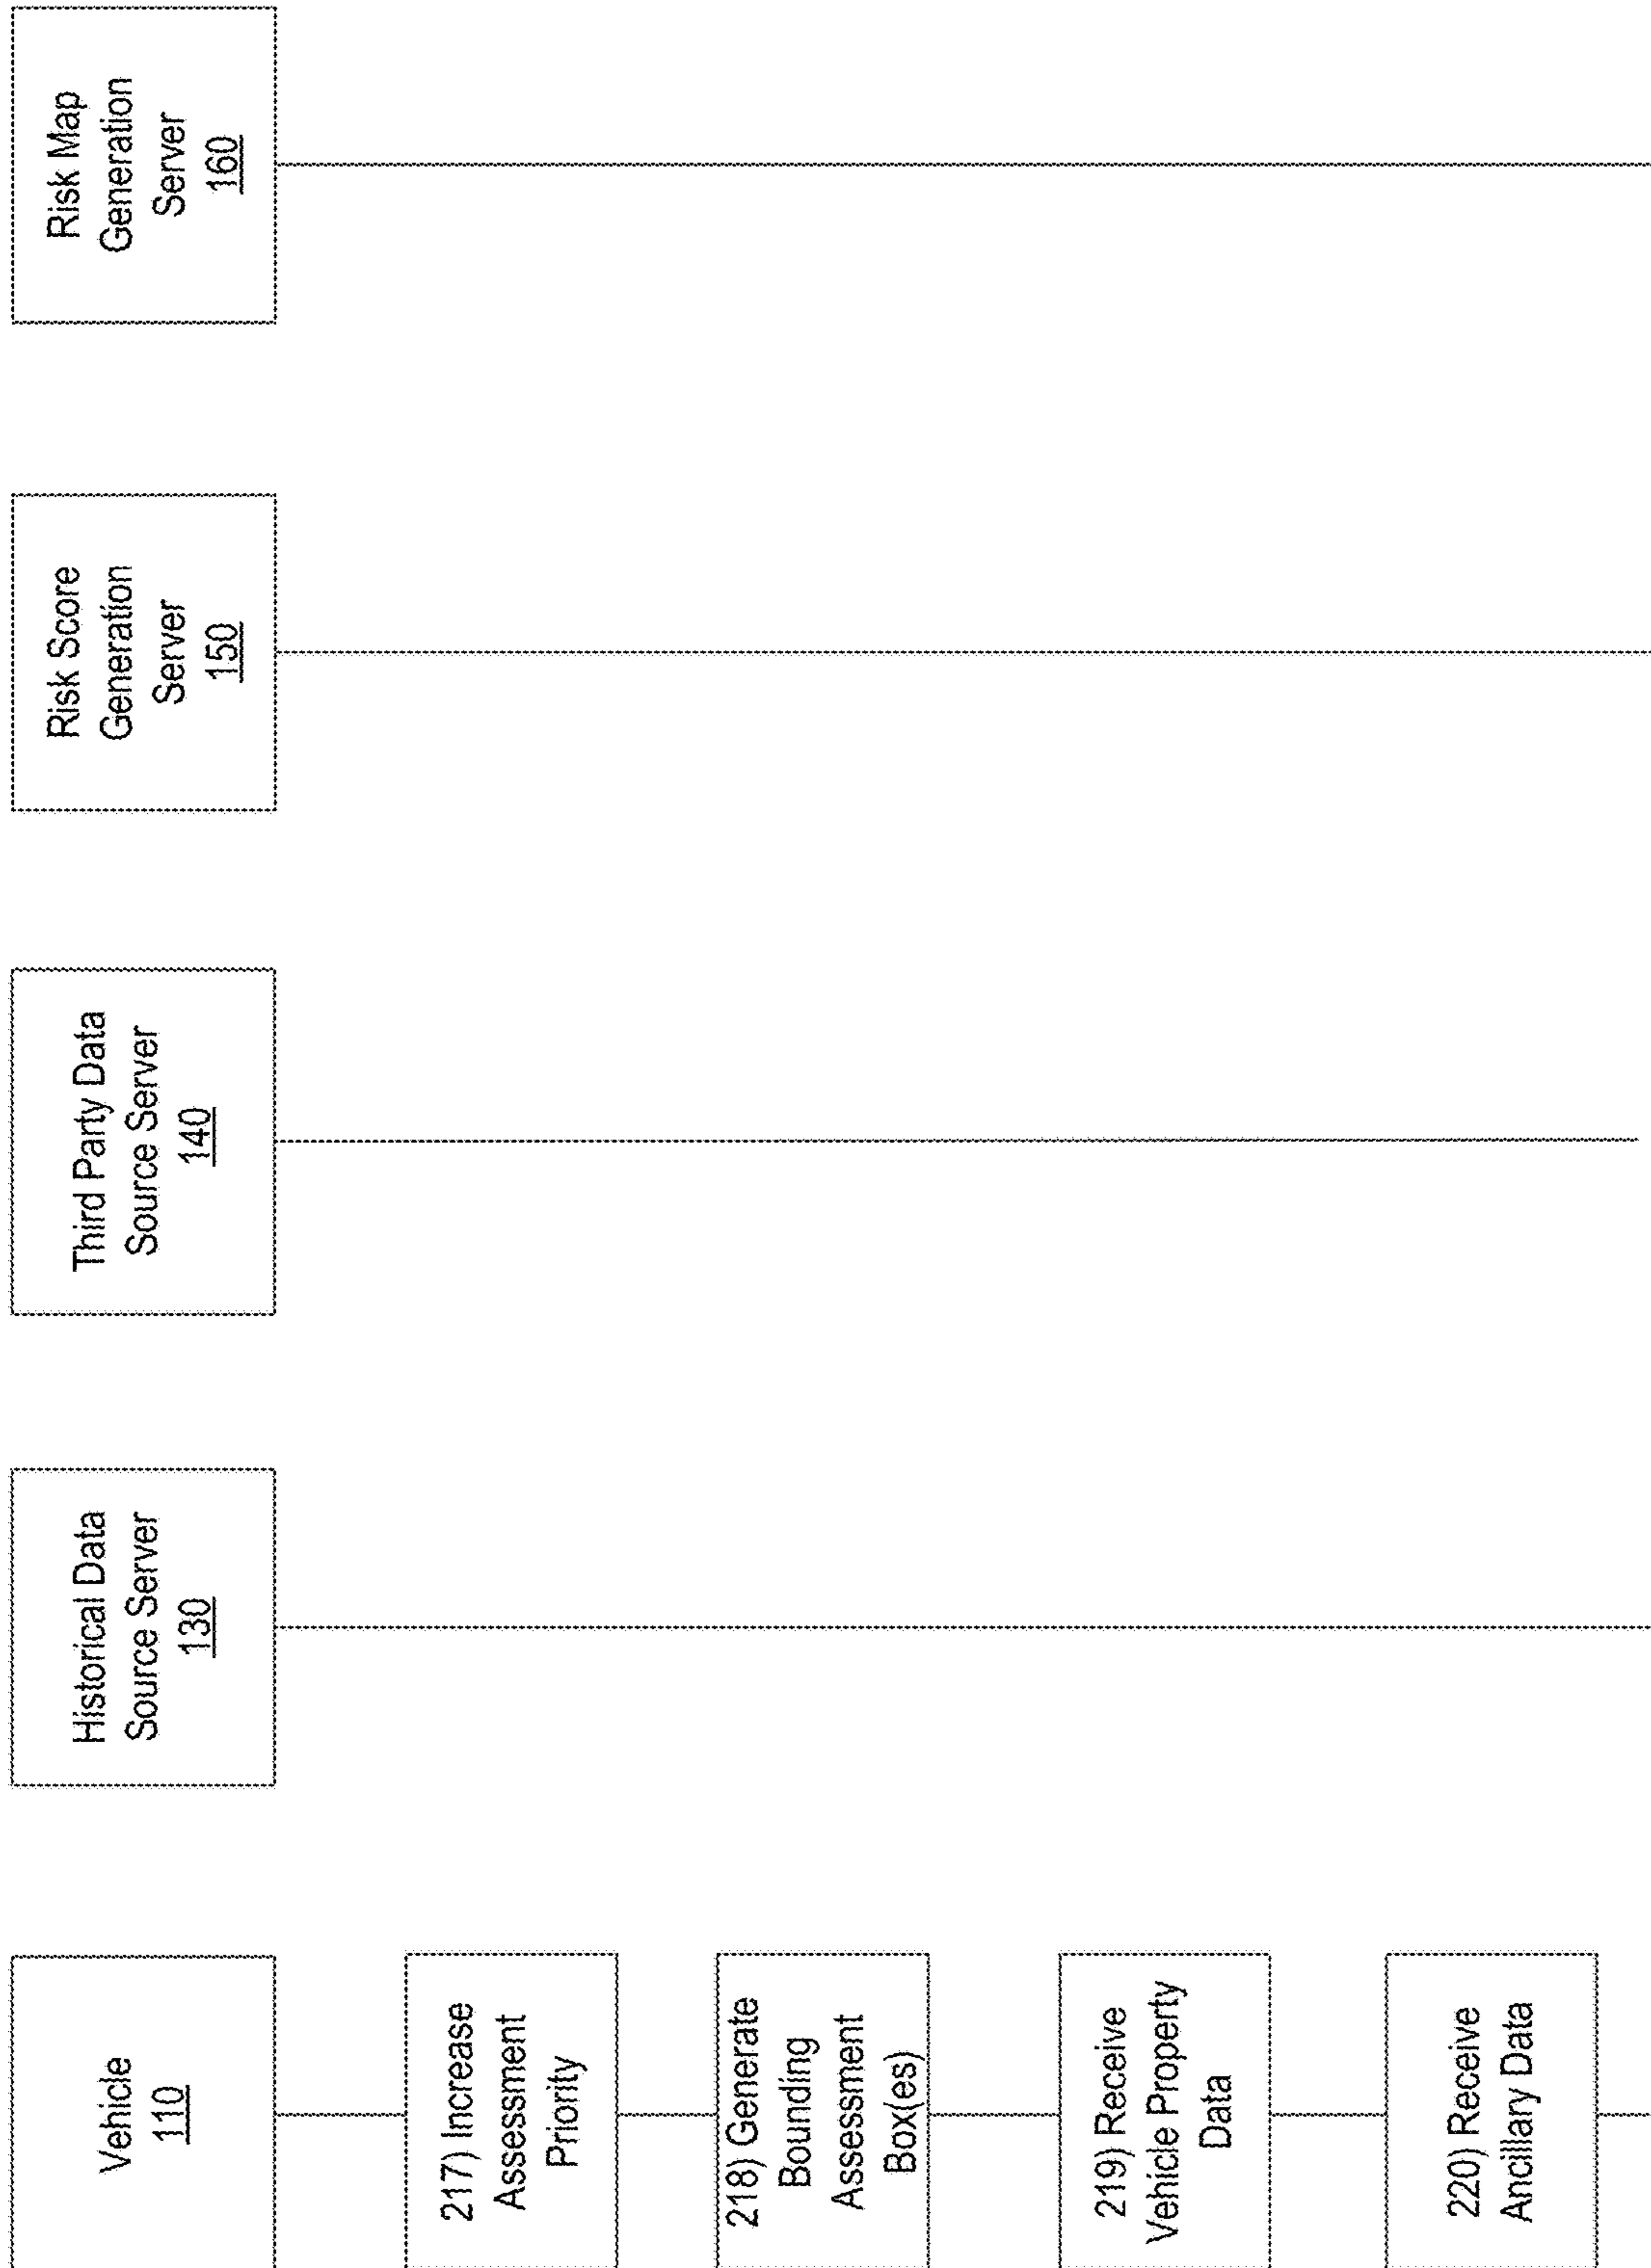 Vehicle
110
Historical Data
Source Server
130
Third Party Data
Source Server
140
Risk Score
Generation
Server
150
Risk Map
Generation
Server
160
217) Increase
Assessment
Priority
218) Generate
Bounding
Assessment
Box(es)
219) Receive
Vehicle Property
Data
220) Receive
Ancillary Data